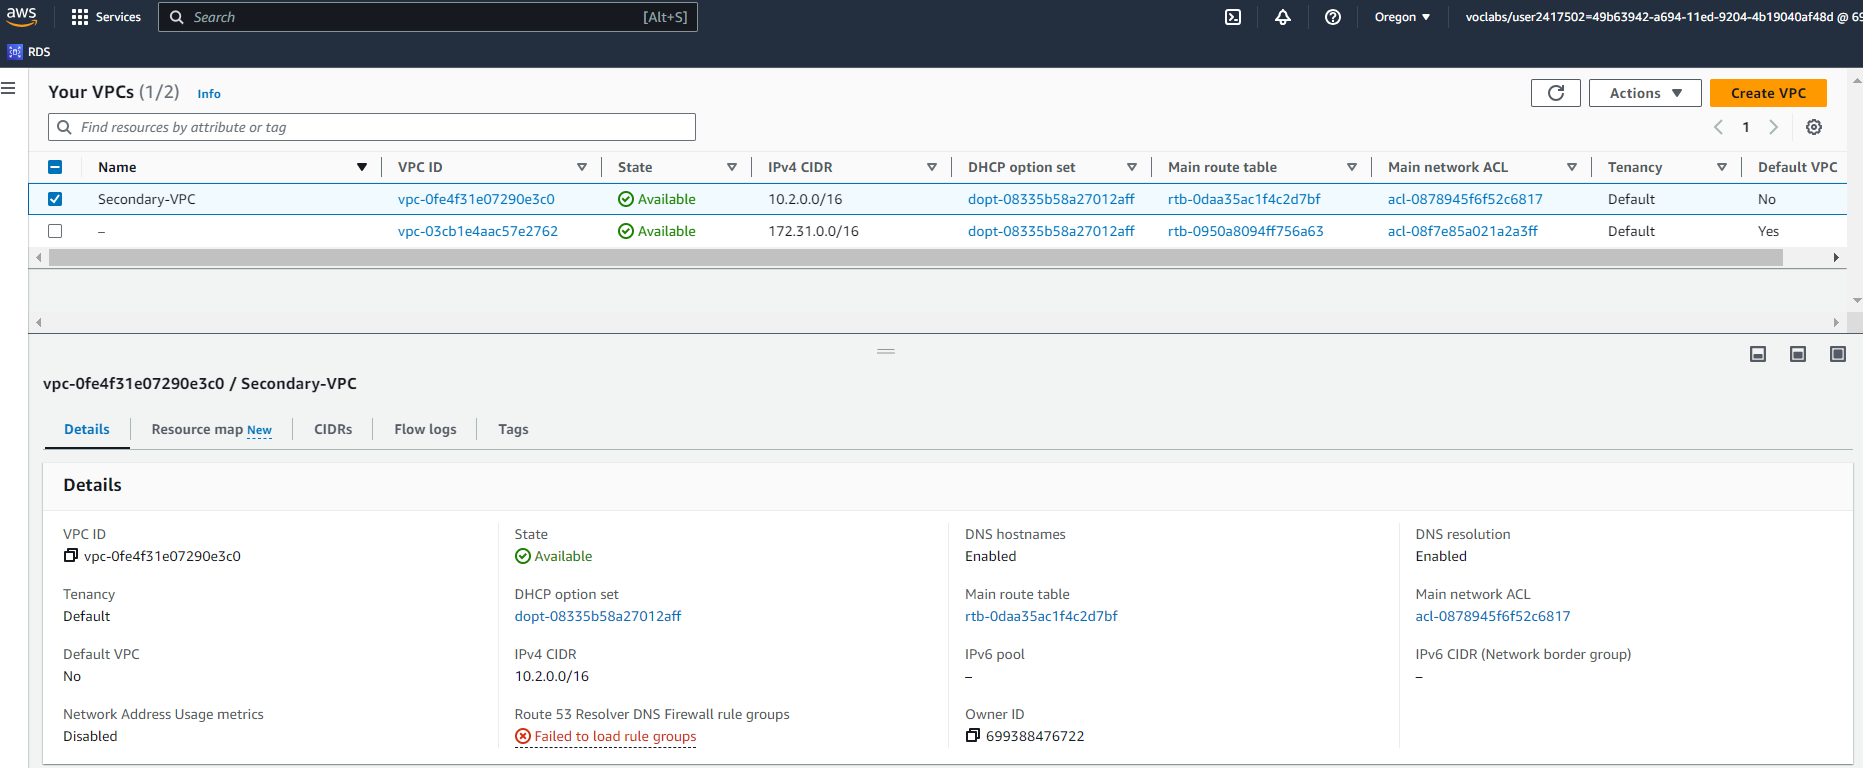 aws Services Search [Alt+S] Oregon voclabs/user2417502=49b63942-a694-11ed-9204-4b19040af48d @ 69
RDS
Your VPCs (1/2) Info Actions Create VPC
Find resources by attribute or tag 1
Name VPC ID State IPv4 CIDR DHCP option set Main route table Main network ACL Tenancy Default VPC
Secondary-VPC vpc-0fe4f31e07290e3c0 Available 10.2.0.0/16 dopt-08335b58a27012aff rtb-0daa35ac1f4c2d7bf acl-0878945f6f52c6817 Default No
– vpc-03cb1e4aac57e2762 Available 172.31.0.0/16 dopt-08335b58a27012aff rtb-0950a8094ff756a63 acl-08f7e85a021a2a3ff Default Yes
vpc-0fe4f31e07290e3c0 / Secondary-VPC
Details Resource map New CIDRs Flow logs Tags
Details
VPC ID State DNS hostnames DNS resolution
vpc-0fe4f31e07290e3c0 Available Enabled Enabled
Tenancy DHCP option set Main route table Main network ACL
Default dopt-08335b58a27012aff rtb-0daa35ac1f4c2d7bf acl-0878945f6f52c6817
Default VPC IPv4 CIDR IPv6 pool IPv6 CIDR (Network border group)
No 10.2.0.0/16 – –
Network Address Usage metrics Route 53 Resolver DNS Firewall rule groups Owner ID
Disabled Failed to load rule groups 699388476722